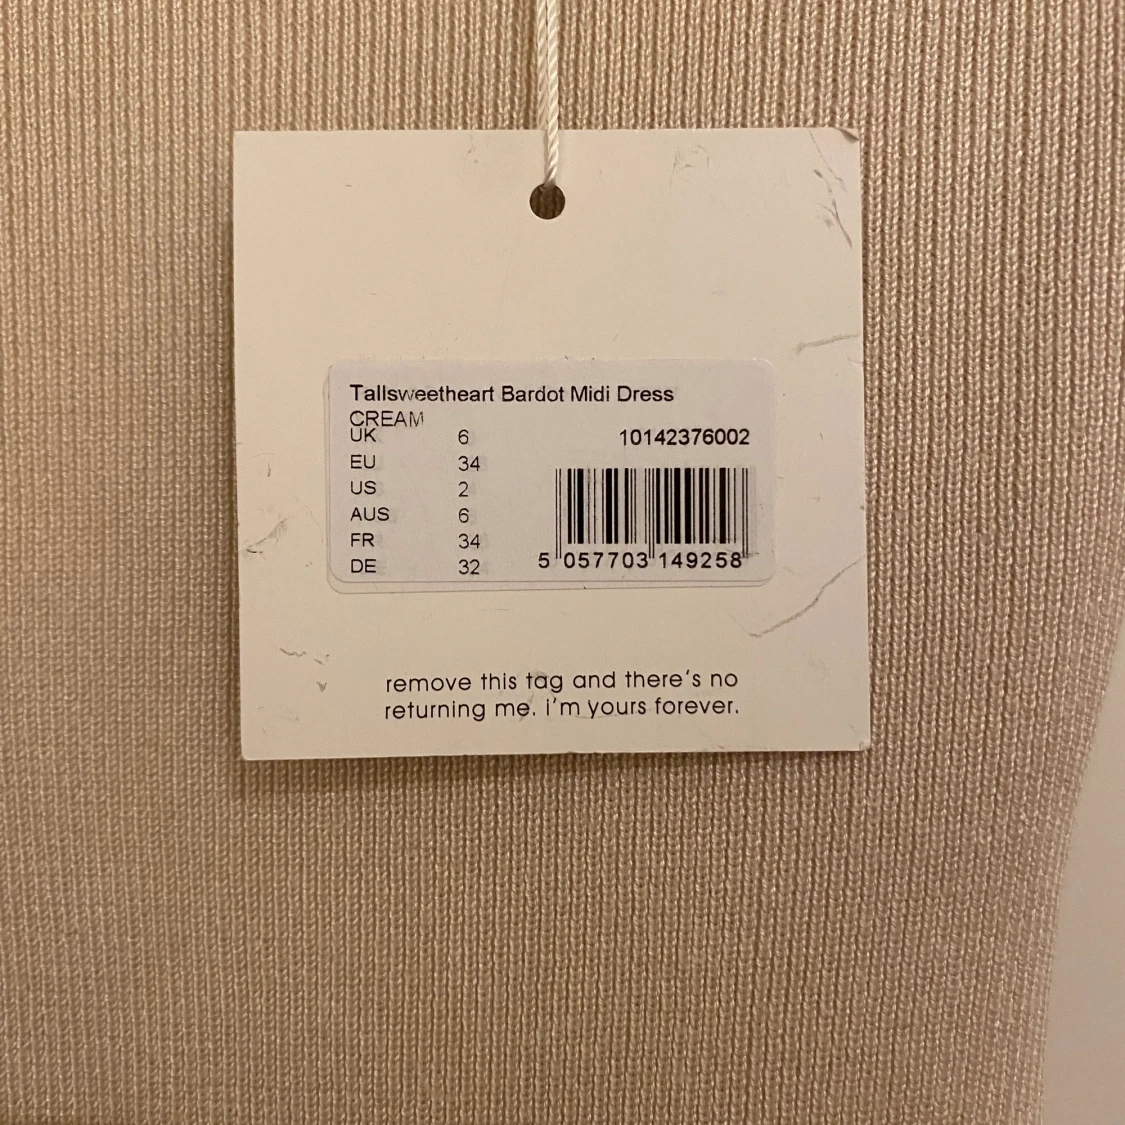 Tallsweetheart Bardot Midi Dress
CREAM
UK 6 10142376002
EU 34
US 2
AUS 6
FR 34
DE 32
5 057703 149258
remove this tag and there's no
returning me. i'm yours forever.